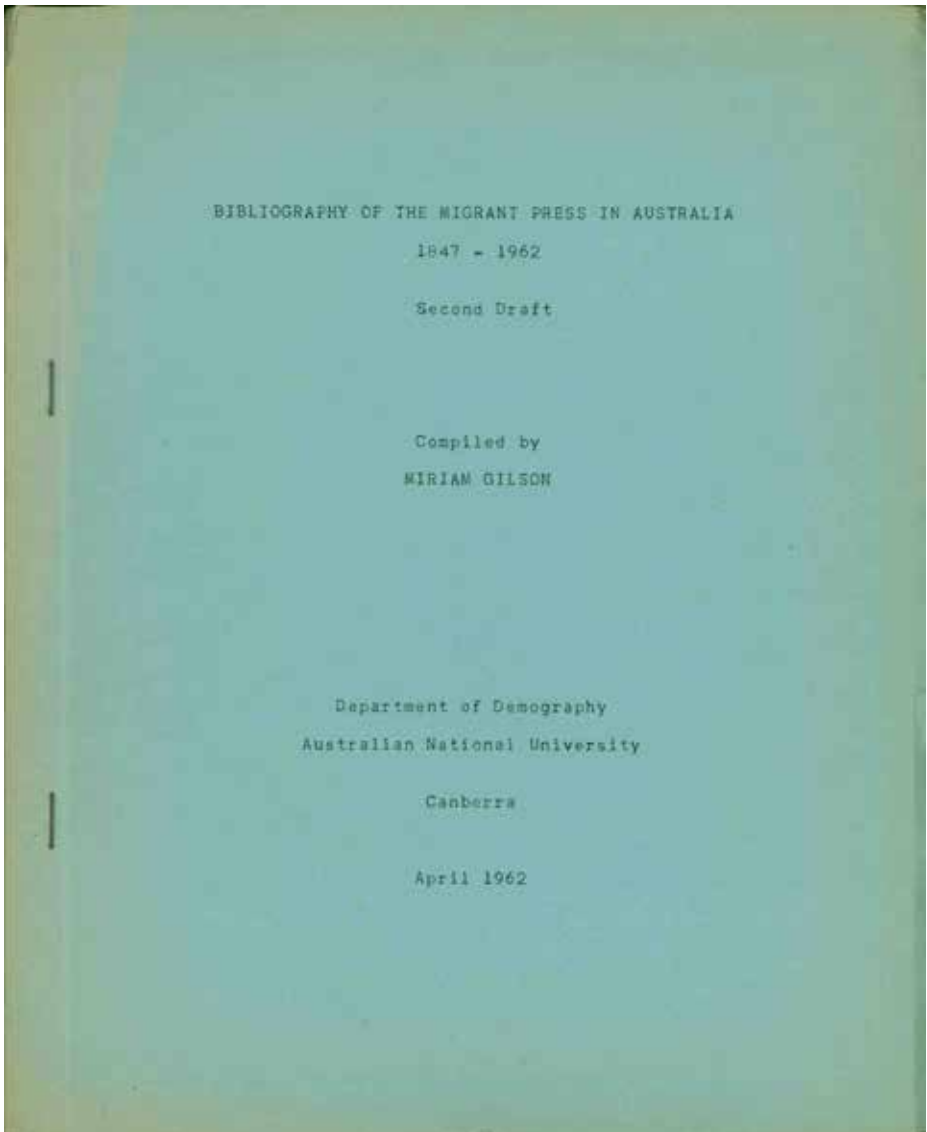 BIBLIOGRAPHY OF THE MIGRANT PRESS IN AUSTRALIA
1847 - 1962
Second Draft
Compiled by
MIRIAM GILSON
Department of Demography
Australian National University
Canberra
April 1962